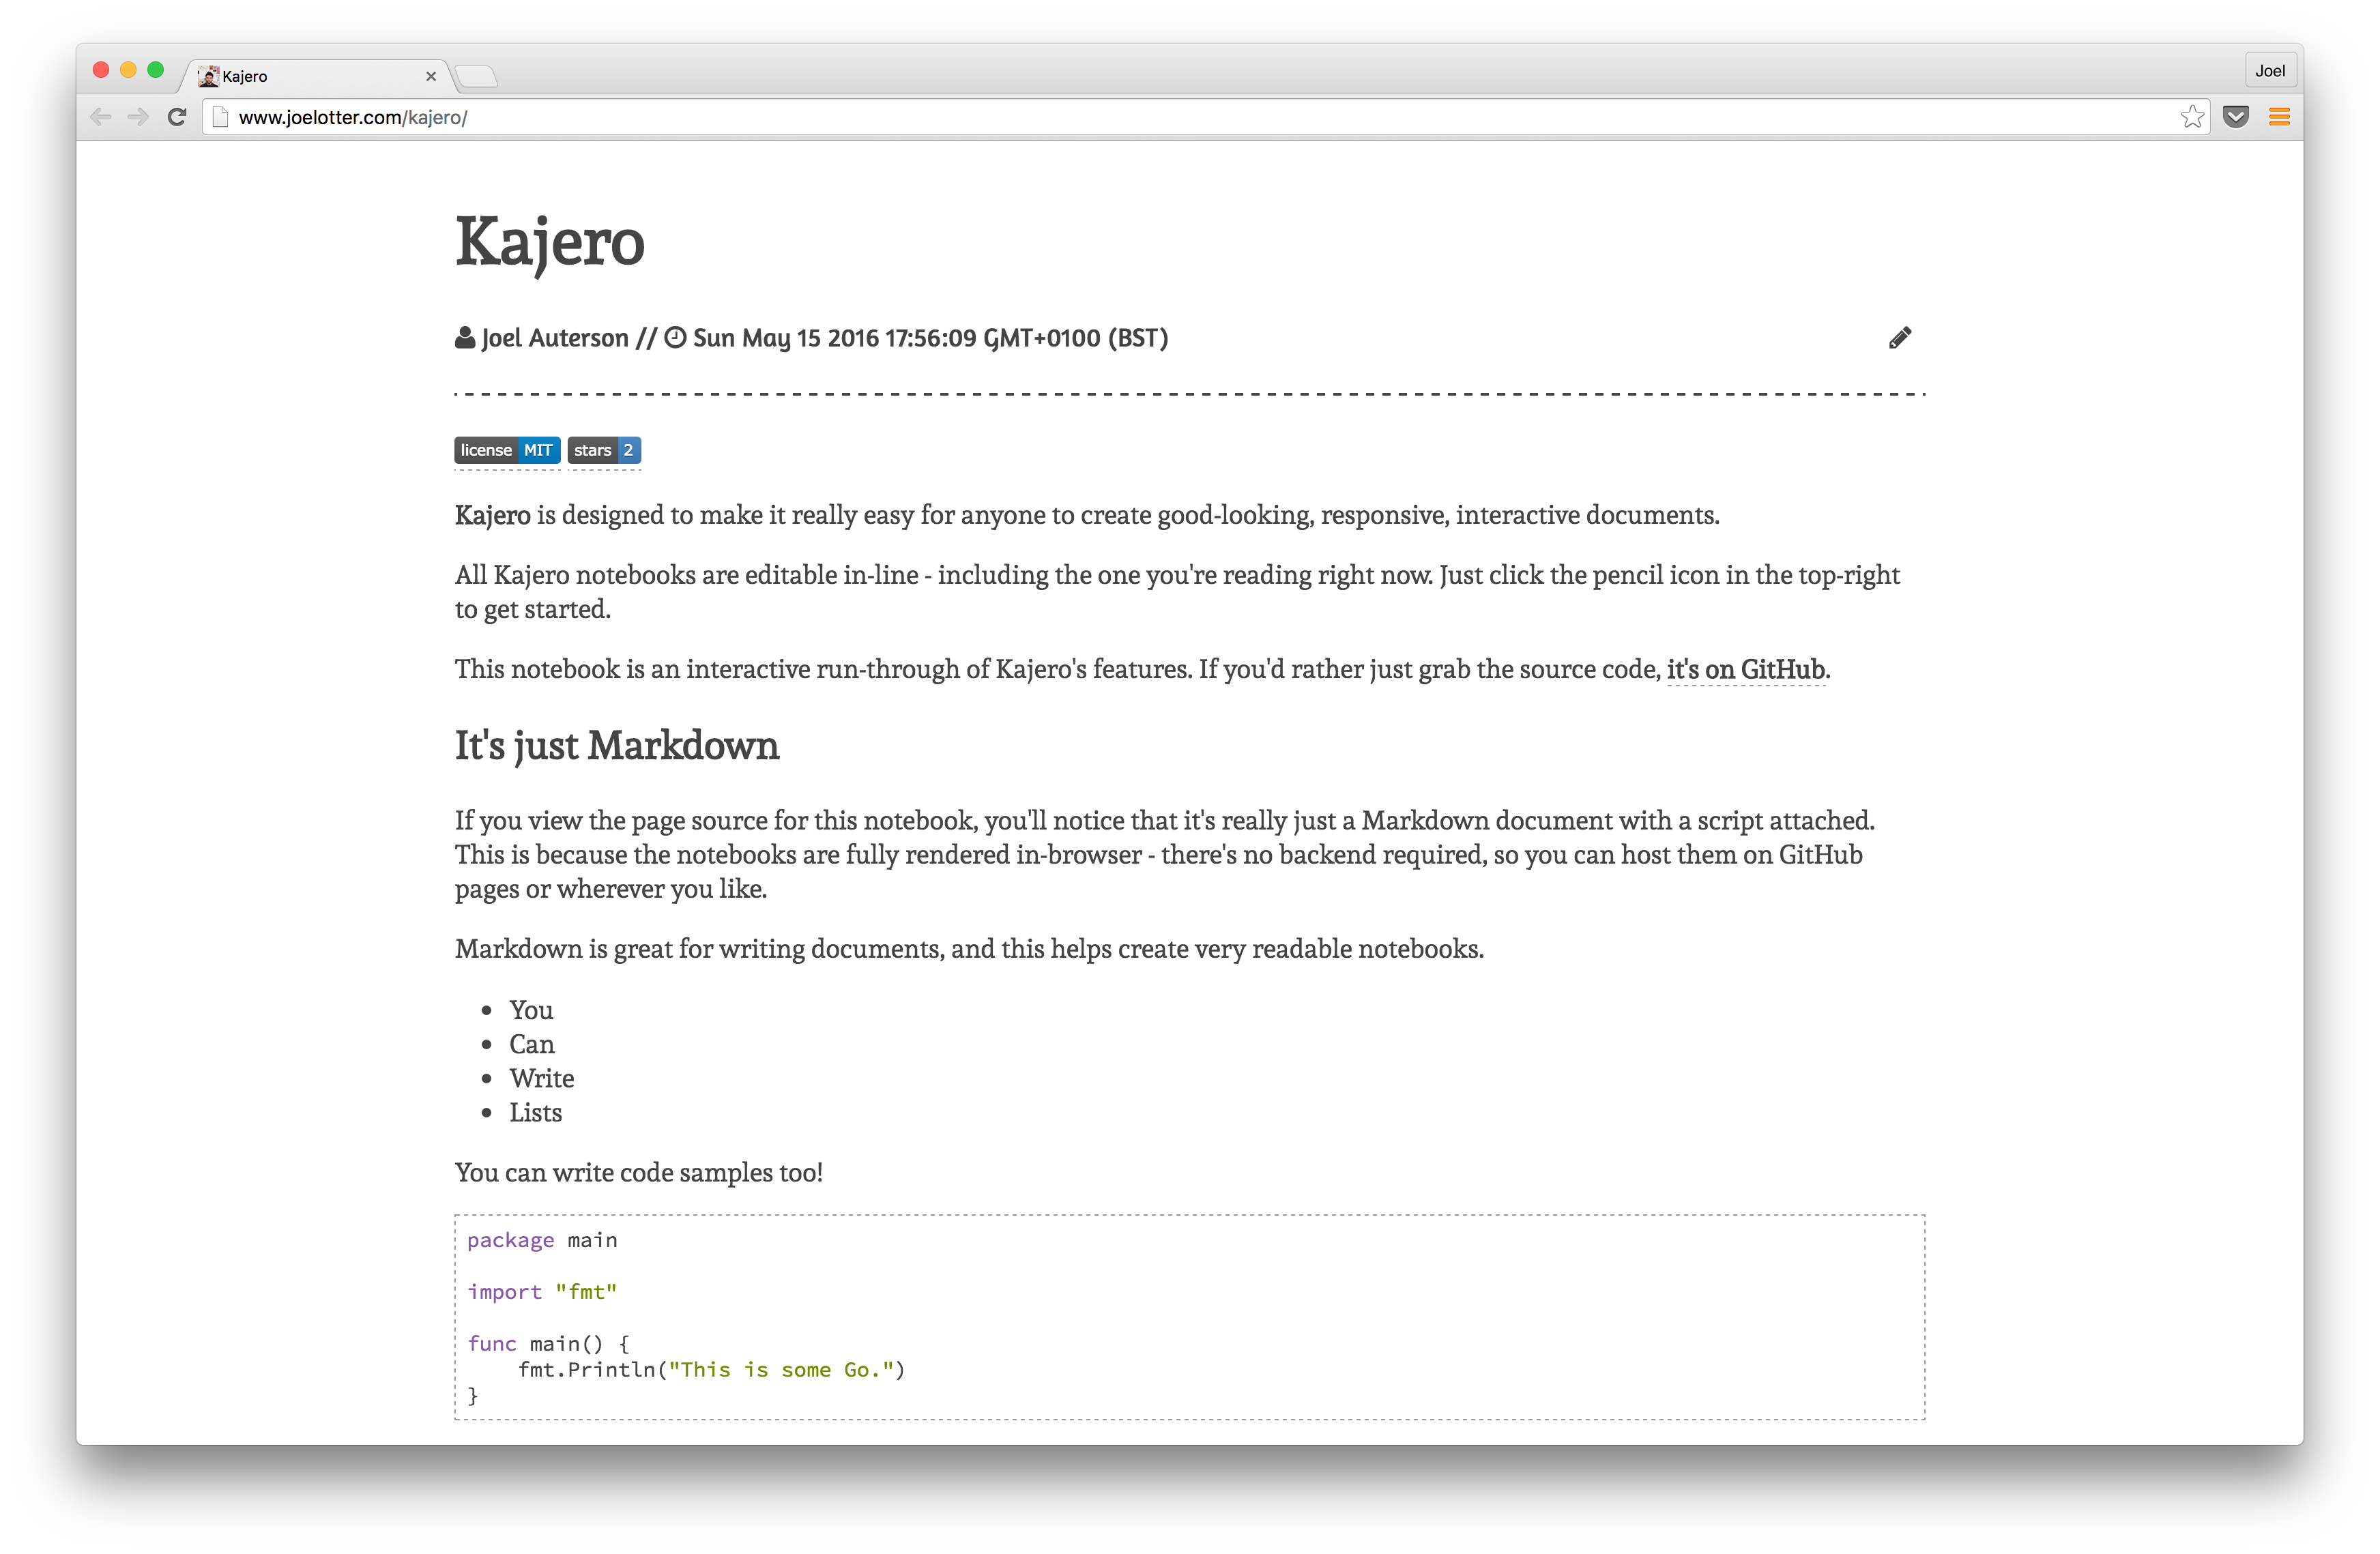 Kajero
Joel
www.joelotter.com/kajero/
Kajero
Joel Auterson // Sun May 15 2016 17:56:09 GMT+0100 (BST)
license MIT stars 2
Kajero is designed to make it really easy for anyone to create good-looking, responsive, interactive documents.
All Kajero notebooks are editable in-line - including the one you're reading right now. Just click the pencil icon in the top-right
to get started.
This notebook is an interactive run-through of Kajero's features. If you'd rather just grab the source code, it's on GitHub.
It's just Markdown
If you view the page source for this notebook, you'll notice that it's really just a Markdown document with a script attached.
This is because the notebooks are fully rendered in-browser - there's no backend required, so you can host them on GitHub
pages or wherever you like.
Markdown is great for writing documents, and this helps create very readable notebooks.
• You
• Can
• Write
• Lists
You can write code samples too!
package main
import "fmt"
func main() {
    fmt.Println("This is some Go.")
}